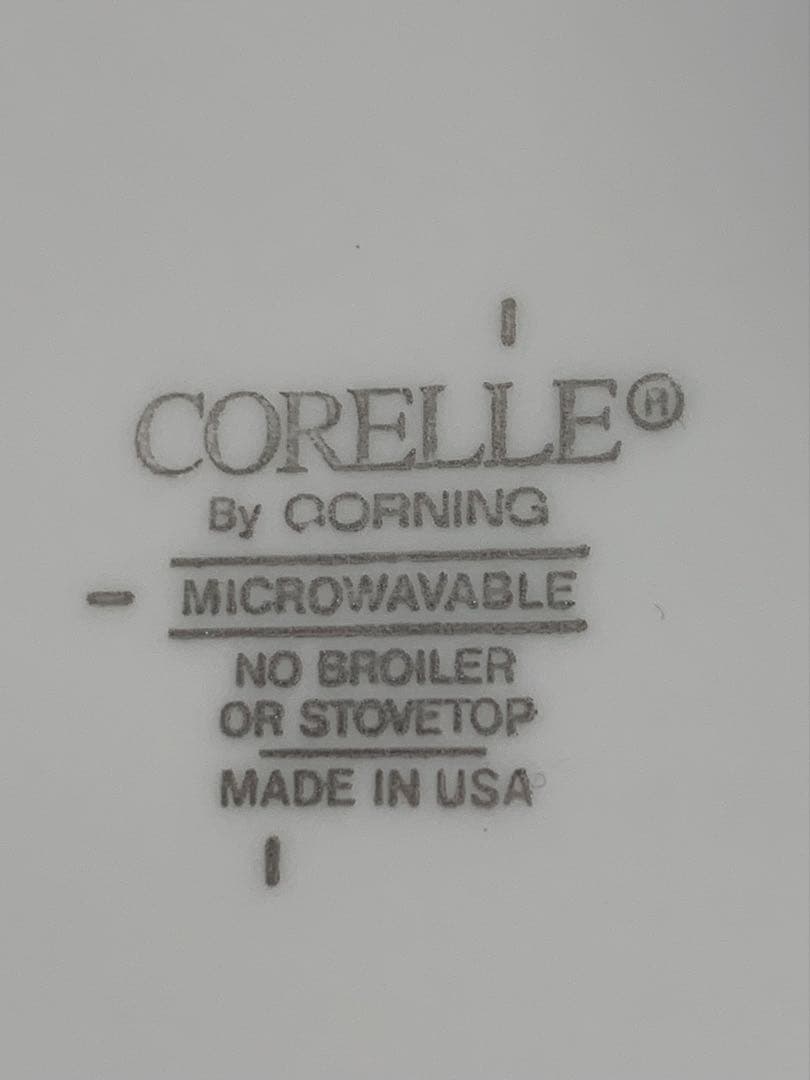 CORELLE®
By CORNING
MICROWAVABLE
NO BROILER
OR STOVETOP
MADE IN USA